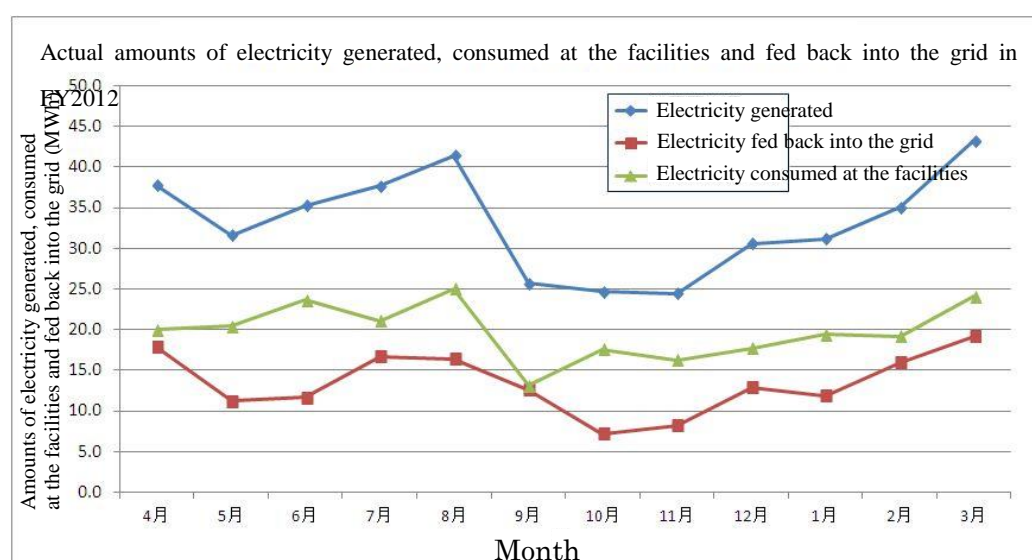 Actual amounts of electricity generated, consumed at the facilities and fed back into the grid in
FY2012
Amounts of electricity generated, consumed
at the facilities and fed back into the grid (MWh)
50.0
45.0
40.0
35.0
30.0
25.0
20.0
15.0
10.0
5.0
0.0
Electricity generated
Electricity fed back into the grid
Electricity consumed at the facilities
4月 5月 6月 7月 8月 9月 10月 11月 12月 1月 2月 3月
Month